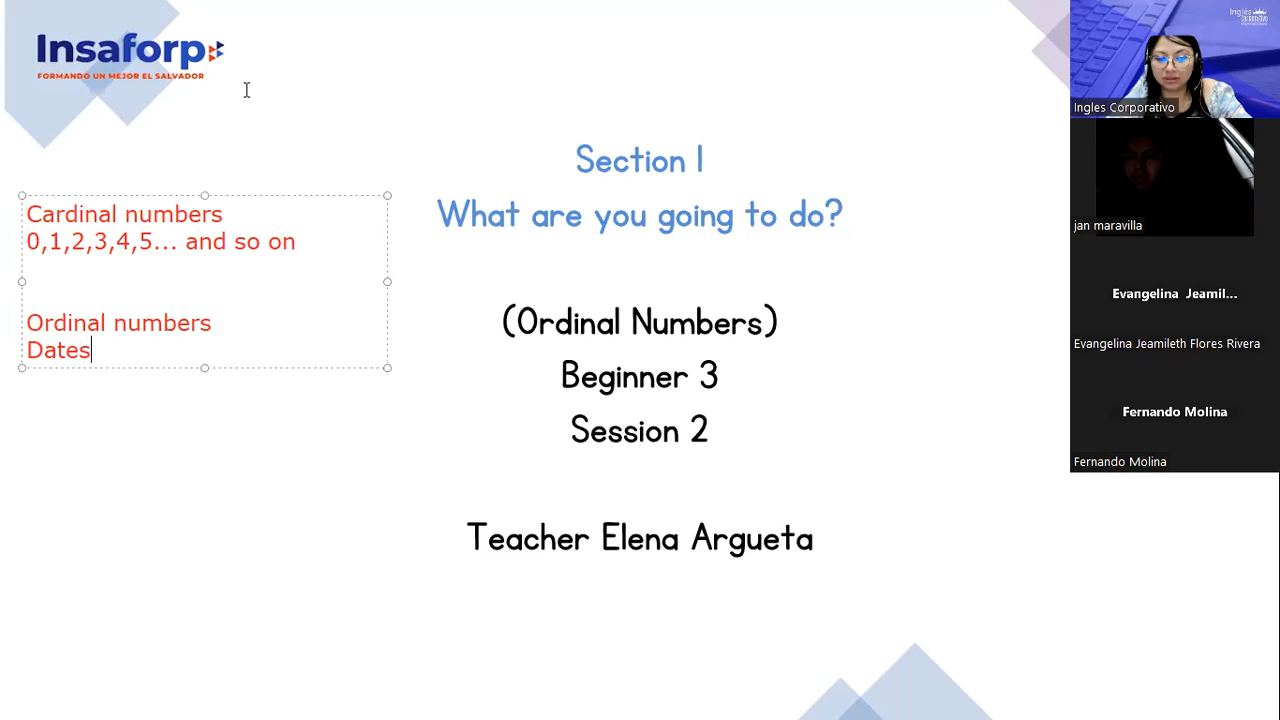 Insaforp
FORMANDO UN MEJOR EL SALVADOR
Section 1
What are you going to do?
(Ordinal Numbers)
Beginner 3
Session 2
Teacher Elena Argueta
Cardinal numbers
0,1,2,3,4,5... and so on
Ordinal numbers
Dates
Ingles Corporativo
jan maravilla
Evangelina Jeamil...
Evangelina Jeamileth Flores Rivera
Fernando Molina
Fernando Molina